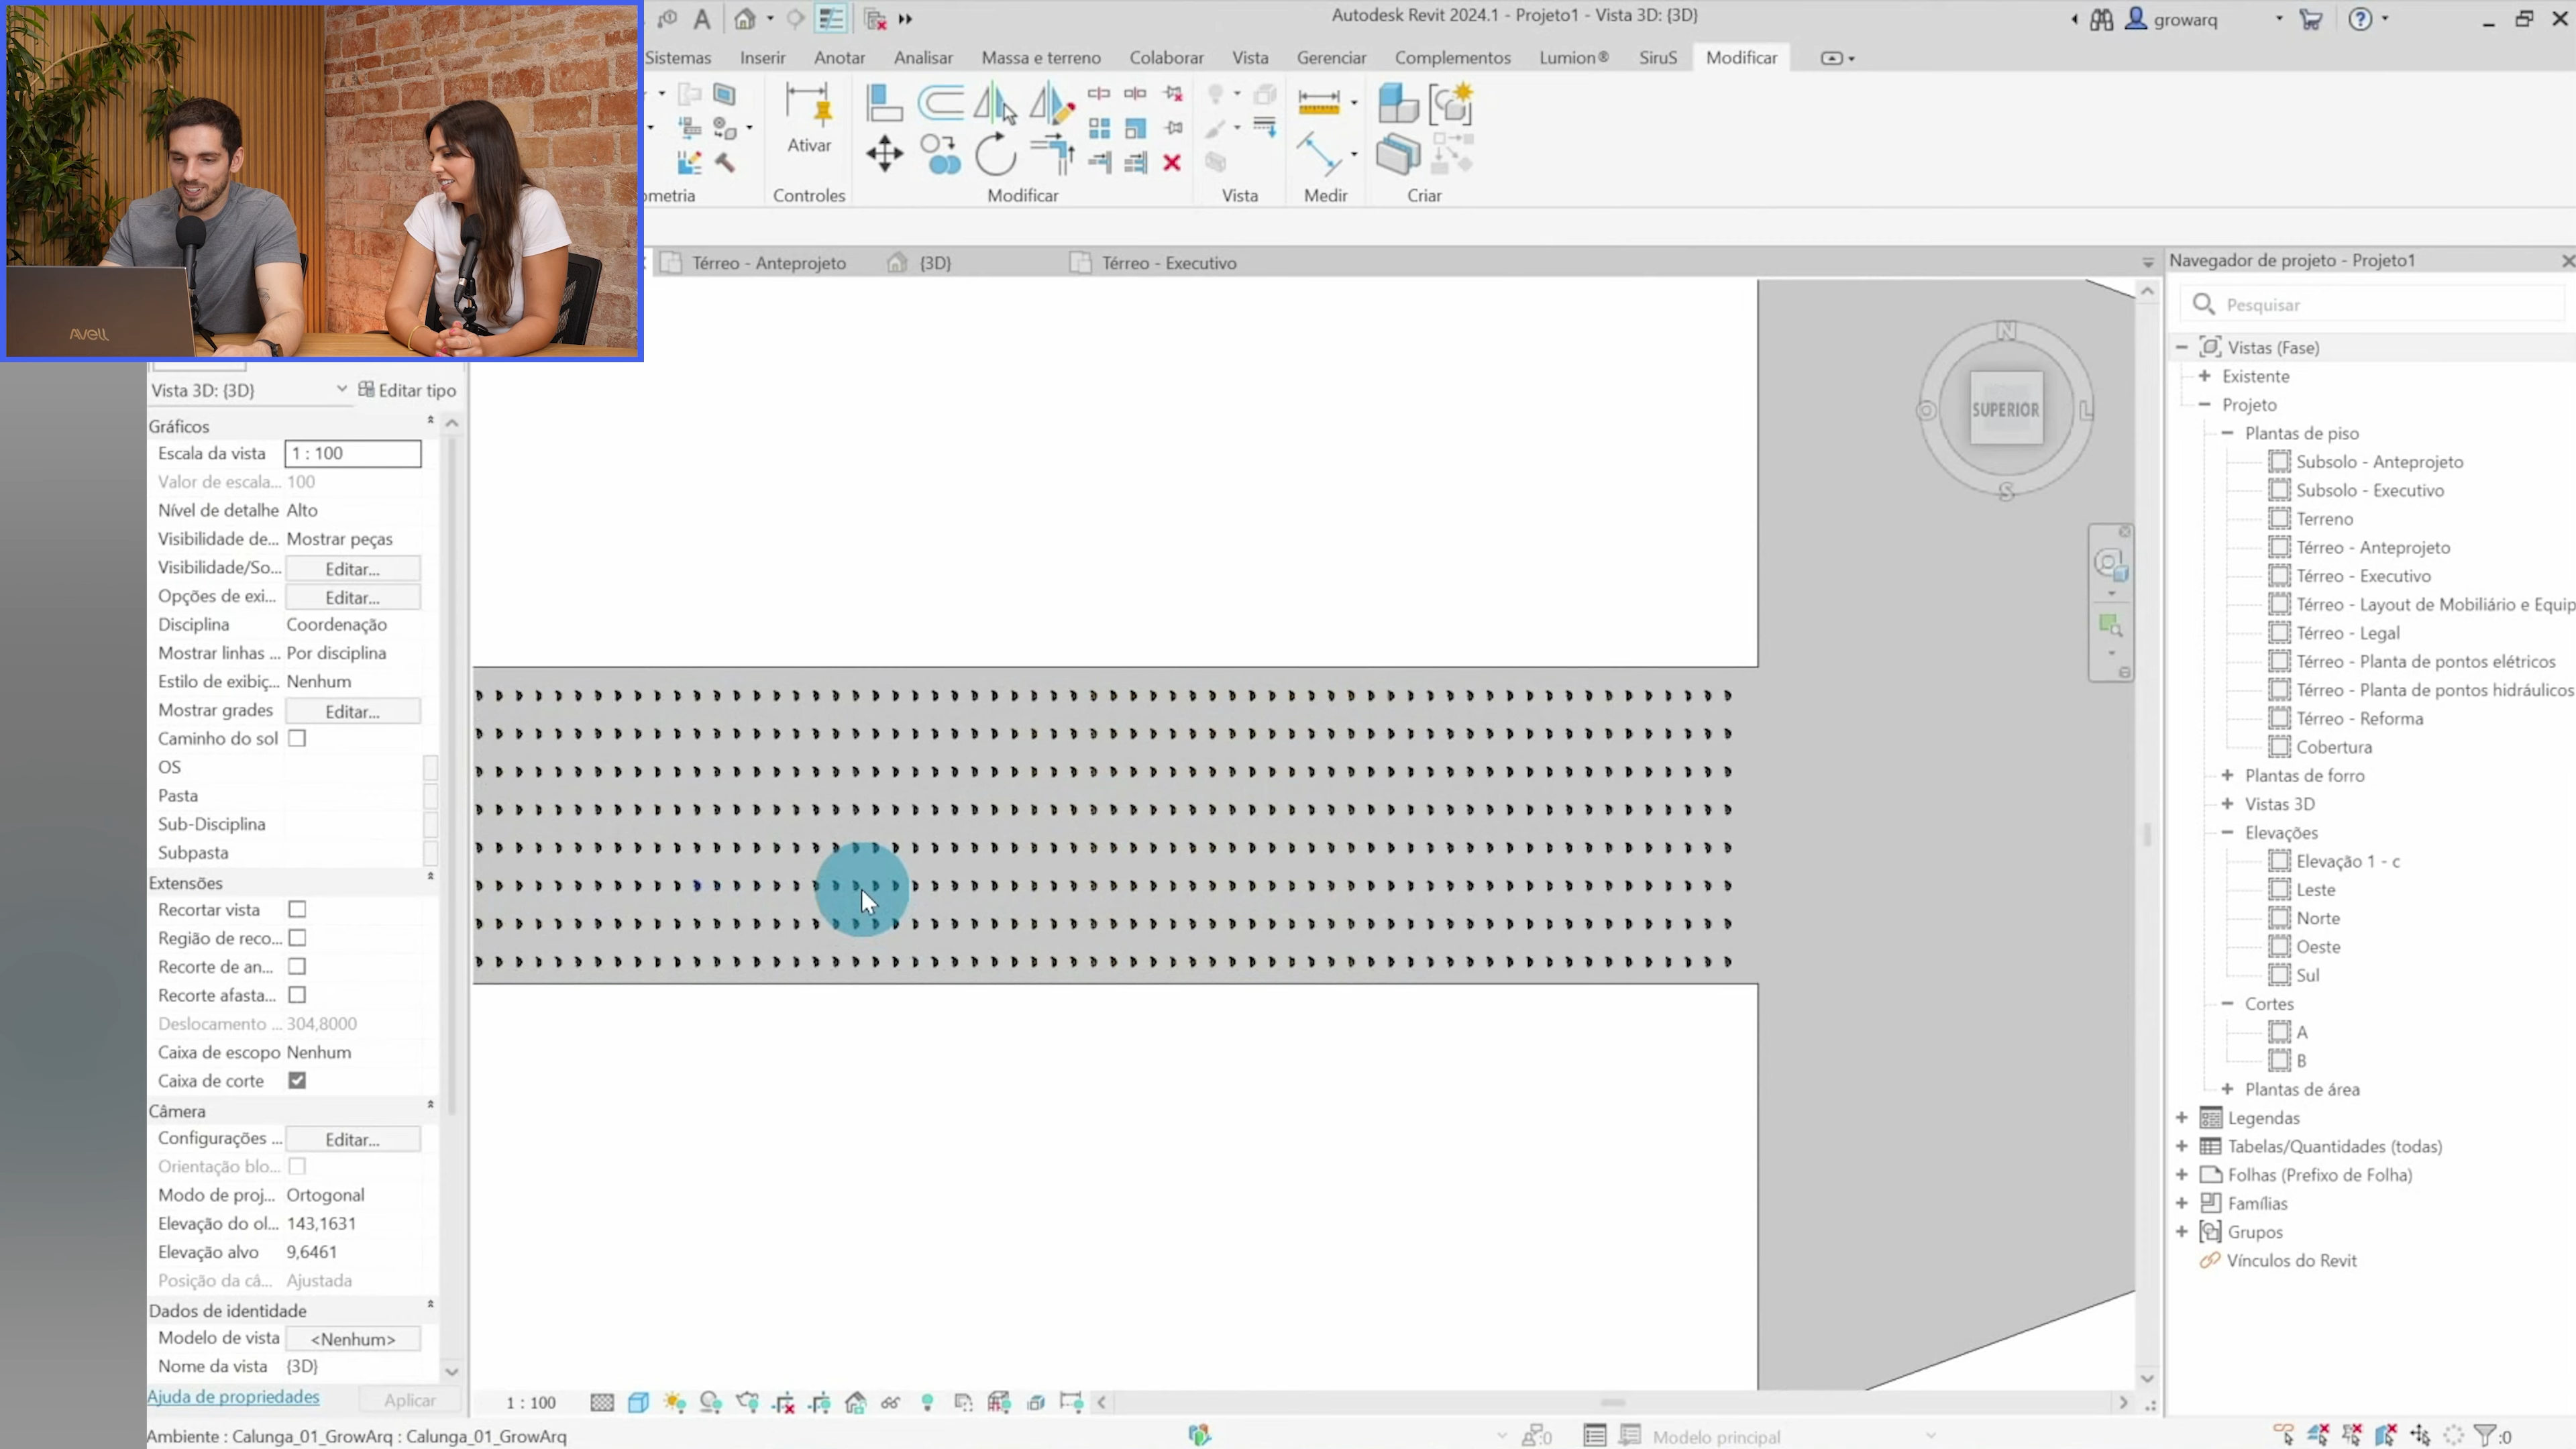 Autodesk Revit 2024.1 - Projeto1 - Vista 3D: {3D}
growarq
Sistemas
Inserir
Anotar
Analisar
Massa e terreno
Colaborar
Vista
Gerenciar
Complementos
Lumion®
SiruS
Modificar
Ativar
ometria
Controles
Modificar
Vista
Medir
Criar
Avell
Térreo - Anteprojeto
{3D}
Térreo - Executivo
Vista 3D: {3D}
Editar tipo
Gráficos
Escala da vista 1 : 100
Valor de escala... 100
Nível de detalhe Alto
Visibilidade de... Mostrar peças
Visibilidade/So... Editar...
Opções de exi... Editar...
Disciplina Coordenação
Mostrar linhas ... Por disciplina
Estilo de exibiç... Nenhum
Mostrar grades Editar...
Caminho do sol
OS
Pasta
Sub-Disciplina
Subpasta
Extensões
Recortar vista
Região de reco...
Recorte de an...
Recorte afasta...
Deslocamento ... 304,8000
Caixa de escopo Nenhum
Caixa de corte
Câmera
Configurações ... Editar...
Orientação blo...
Modo de proj... Ortogonal
Elevação do ol... 143,1631
Elevação alvo 9,6461
Posição da câ... Ajustada
Dados de identidade
Modelo de vista <Nenhum>
Nome da vista {3D}
Ajuda de propriedades
Aplicar
N
O
SUPERIOR
L
S
1 : 100
Ambiente : Calunga_01_GrowArq : Calunga_01_GrowArq
:0
Modelo principal
:0
Navegador de projeto - Projeto1
Pesquisar
Vistas (Fase)
Existente
Projeto
Plantas de piso
Subsolo - Anteprojeto
Subsolo - Executivo
Terreno
Térreo - Anteprojeto
Térreo - Executivo
Térreo - Layout de Mobiliário e Equip
Térreo - Legal
Térreo - Planta de pontos elétricos
Térreo - Planta de pontos hidráulicos
Térreo - Reforma
Cobertura
Plantas de forro
Vistas 3D
Elevações
Elevação 1 - c
Leste
Norte
Oeste
Sul
Cortes
A
B
Plantas de área
Legendas
Tabelas/Quantidades (todas)
Folhas (Prefixo de Folha)
Famílias
Grupos
Vínculos do Revit